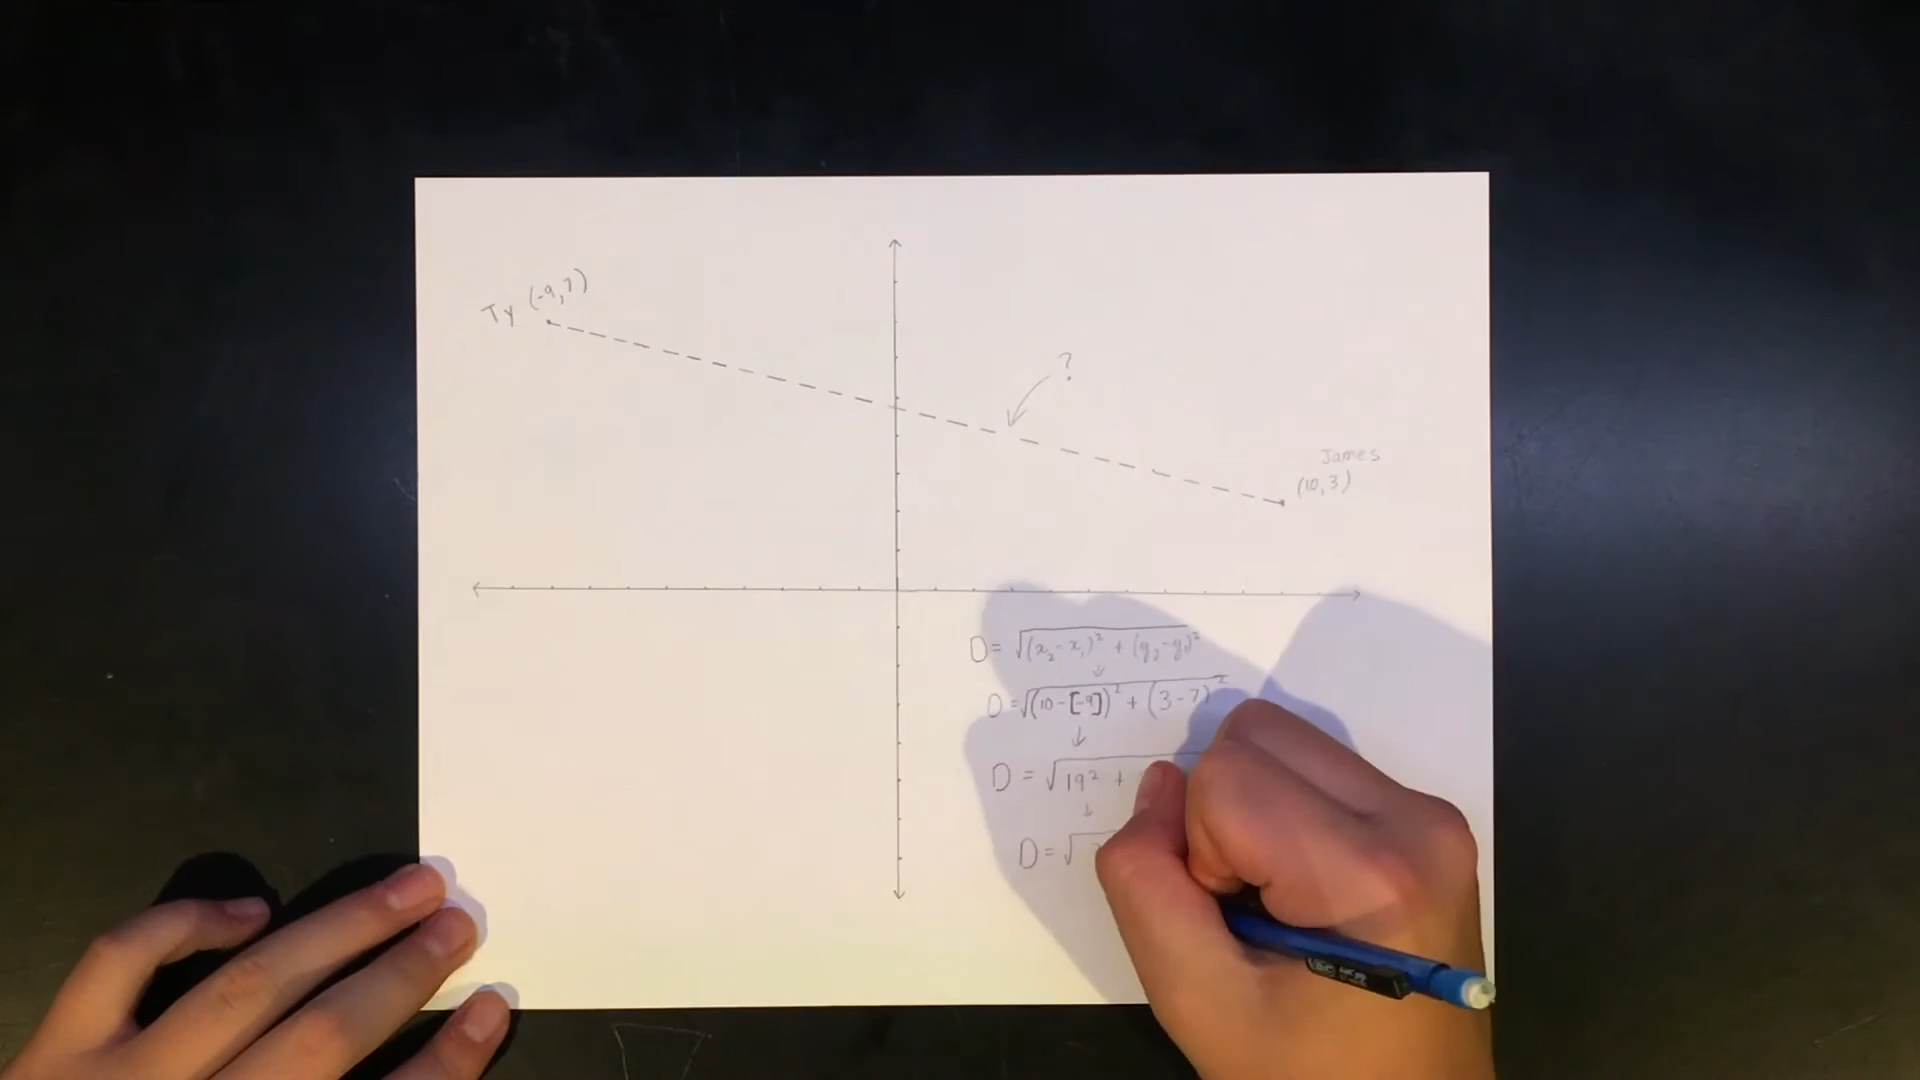 Ty (-9,7)
?
James
(10,3)
D= √(x₂-x₁)² + (y₂-y₁)²
↓
D=√(10-[-9])² + (3-7)²
↓
D = √19² +
↓
D=√